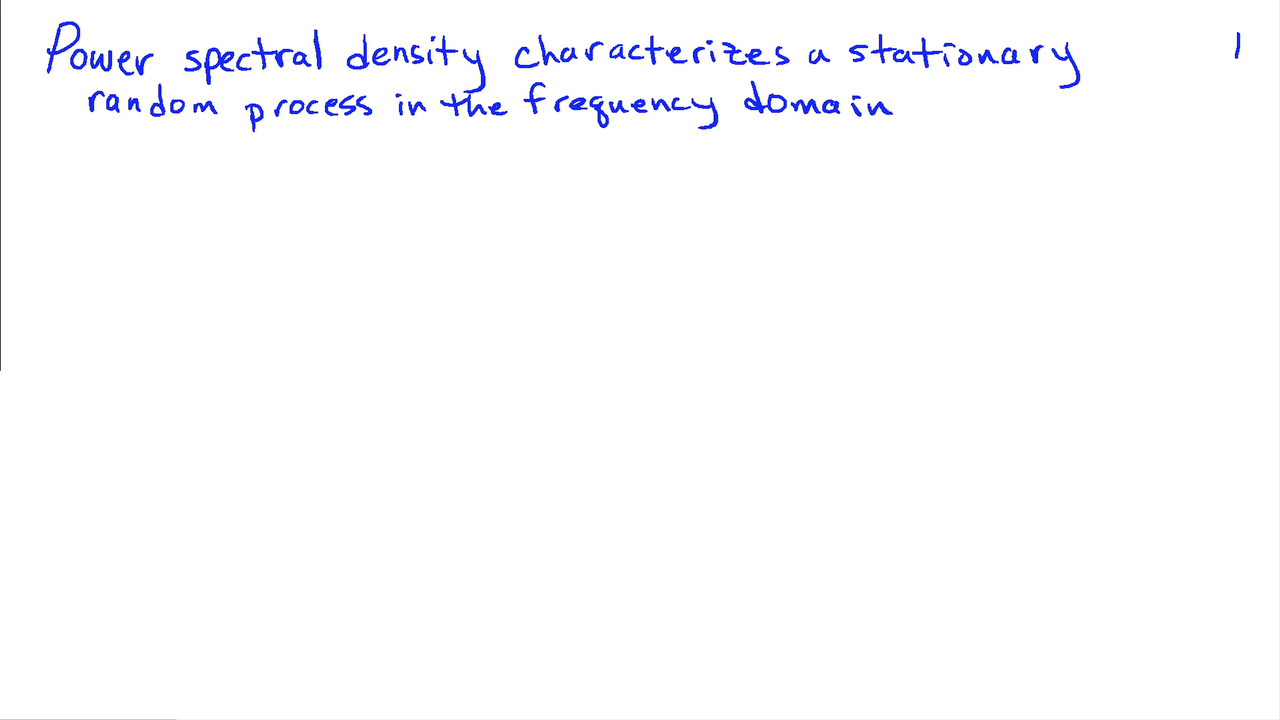 Power spectral density characterizes a stationary 1
random process in the frequency domain